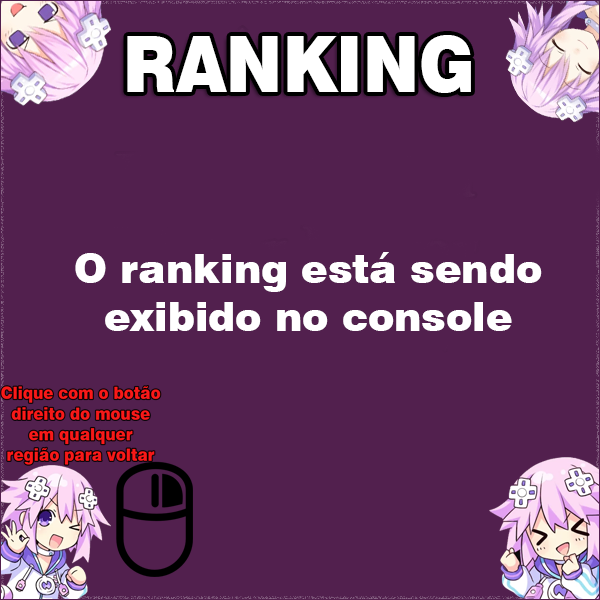 RANKING
O ranking está sendo
exibido no console
Clique com o botão
direito do mouse
em qualquer
região para voltar